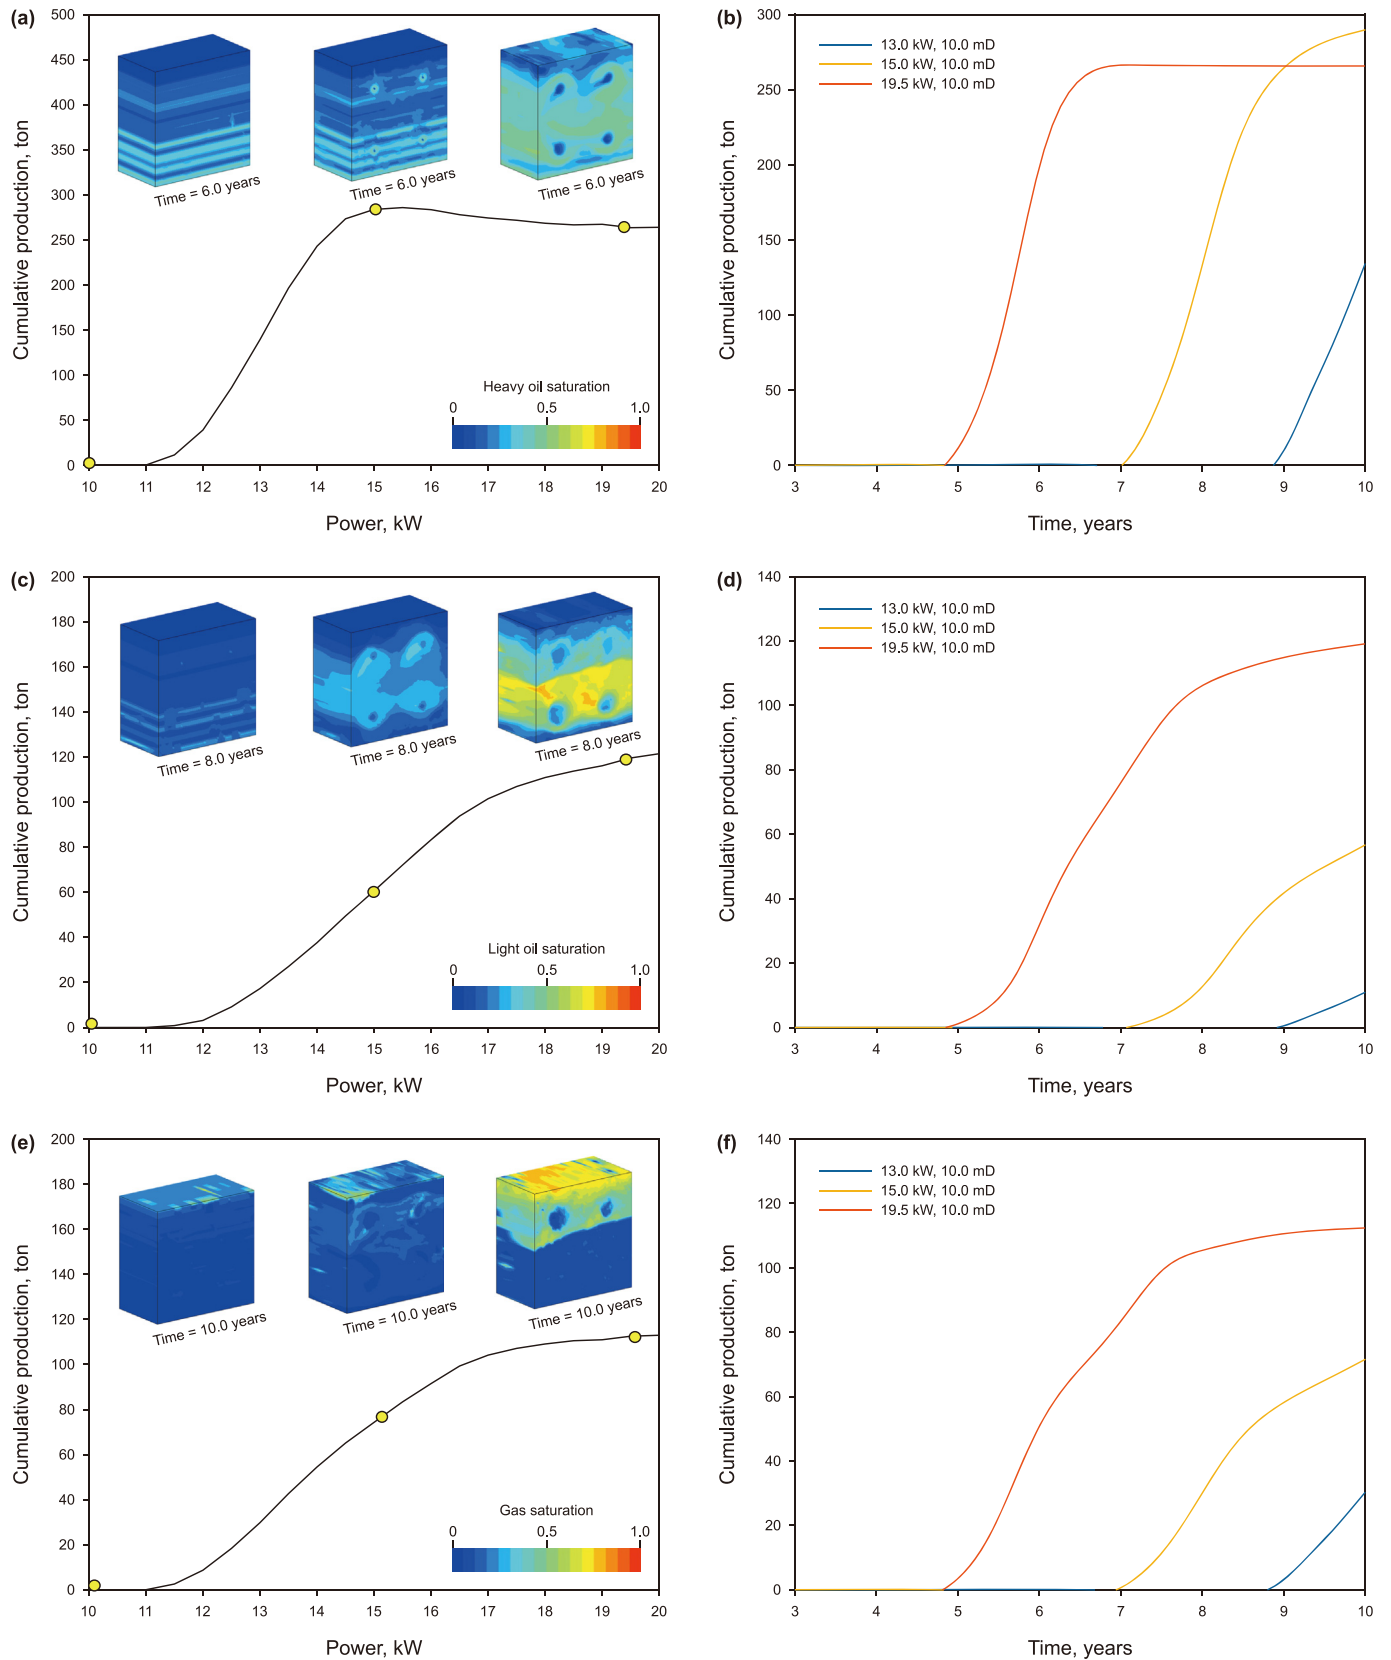 (a)
500
450
400
350
300
250
200
150
100
50
0
Cumulative production, ton
Time = 6.0 years
Time = 6.0 years
Time = 6.0 years
Heavy oil saturation
0 0.5 1.0
10 11 12 13 14 15 16 17 18 19 20
Power, kW
(b)
300
250
200
150
100
50
0
Cumulative production, ton
13.0 kW, 10.0 mD
15.0 kW, 10.0 mD
19.5 kW, 10.0 mD
3 4 5 6 7 8 9 10
Time, years
(c)
200
180
160
140
120
100
80
60
40
20
0
Cumulative production, ton
Time = 8.0 years
Time = 8.0 years
Time = 8.0 years
Light oil saturation
0 0.5 1.0
10 11 12 13 14 15 16 17 18 19 20
Power, kW
(d)
140
120
100
80
60
40
20
0
Cumulative production, ton
13.0 kW, 10.0 mD
15.0 kW, 10.0 mD
19.5 kW, 10.0 mD
3 4 5 6 7 8 9 10
Time, years
(e)
200
180
160
140
120
100
80
60
40
20
0
Cumulative production, ton
Time = 10.0 years
Time = 10.0 years
Time = 10.0 years
Gas saturation
0 0.5 1.0
10 11 12 13 14 15 16 17 18 19 20
Power, kW
(f)
140
120
100
80
60
40
20
0
Cumulative production, ton
13.0 kW, 10.0 mD
15.0 kW, 10.0 mD
19.5 kW, 10.0 mD
3 4 5 6 7 8 9 10
Time, years